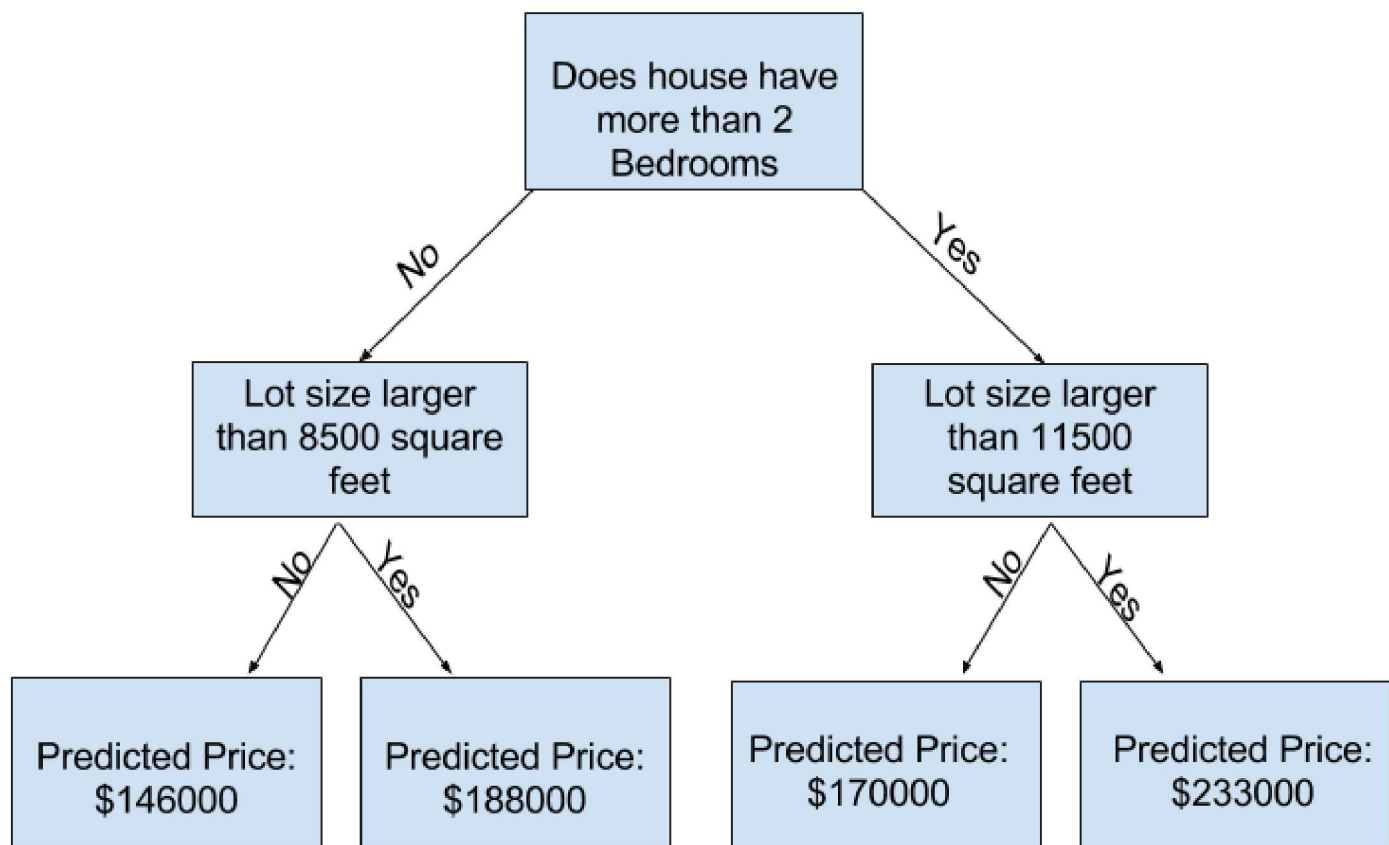 Does house have
more than 2
Bedrooms
No
Yes
Lot size larger
than 8500 square
feet
Lot size larger
than 11500
square feet
No
Yes
No
Yes
Predicted Price:
$146000
Predicted Price:
$188000
Predicted Price:
$170000
Predicted Price:
$233000